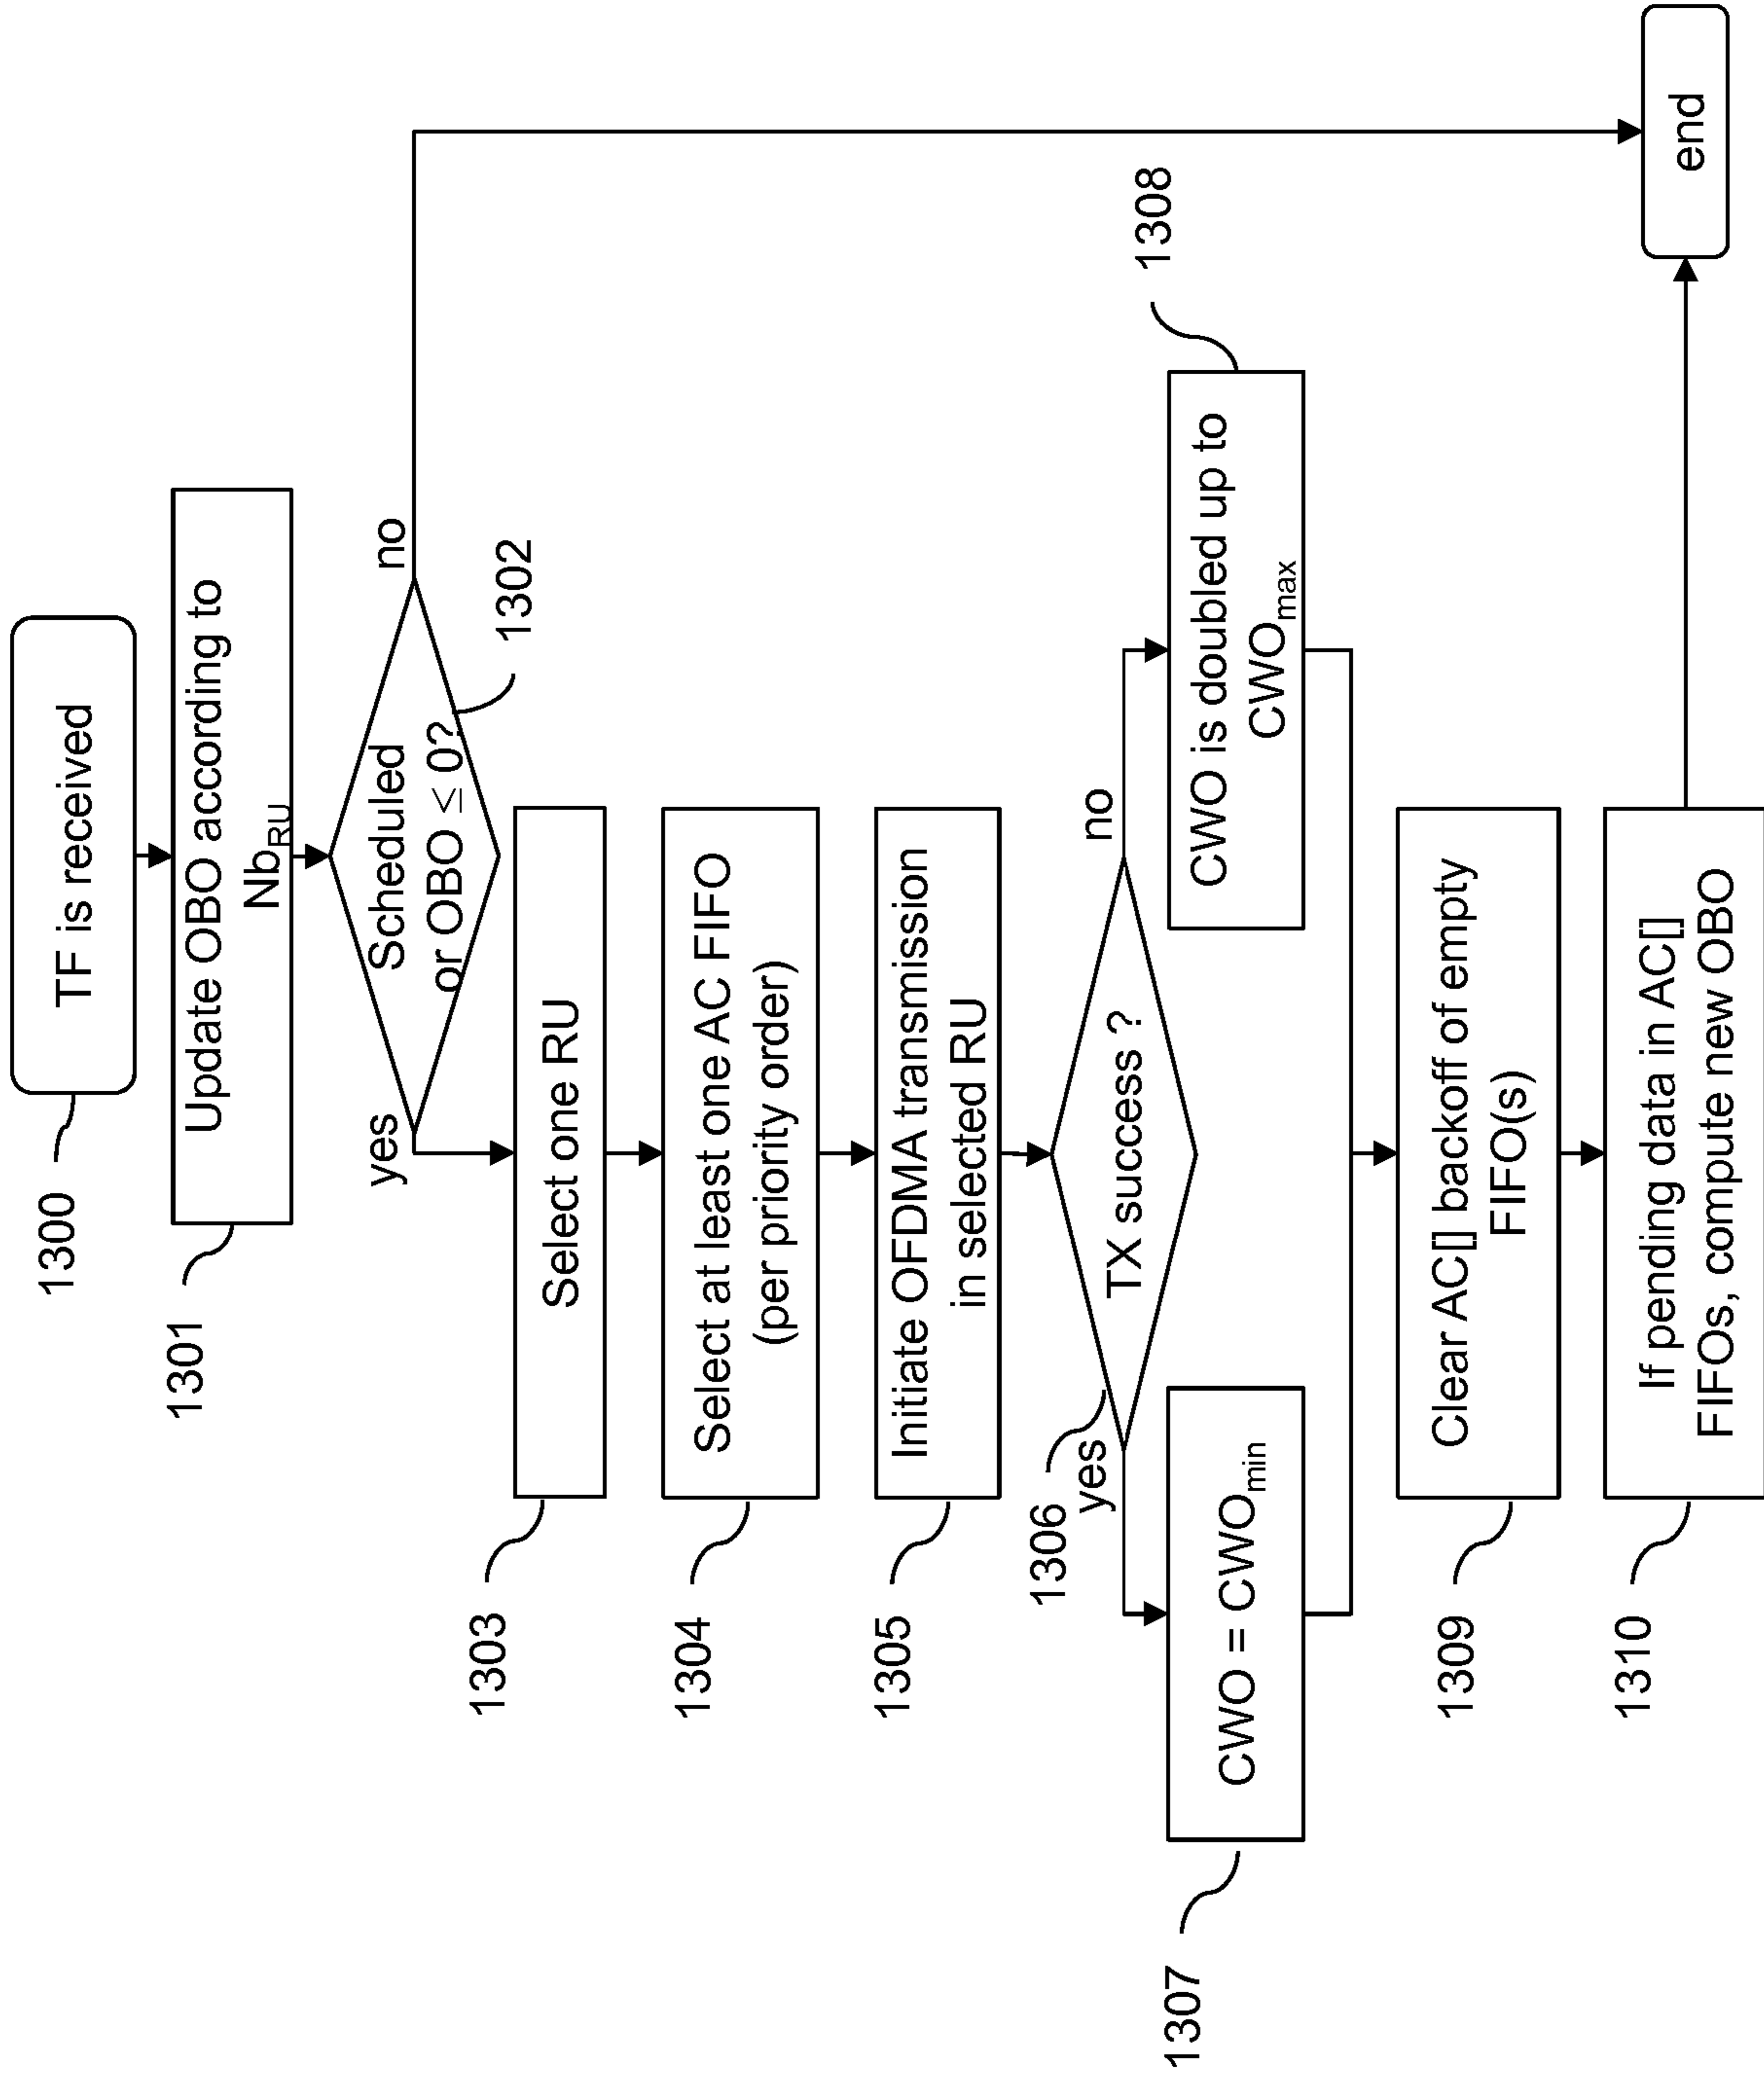 1300
TF is received
1301
Update OBO according to
Nb_RU
1302
Scheduled
or OBO ≤ 0?
yes
no
1303
Select one RU
1304
Select at least one AC FIFO
(per priority order)
1305
Initiate OFDMA transmission
in selected RU
1306
TX success ?
yes
no
1307
CWO = CWO_min
1308
CWO is doubled up to
CWO_max
1309
Clear AC[] backoff of empty
FIFO(s)
1310
If pending data in AC[]
FIFOs, compute new OBO
end